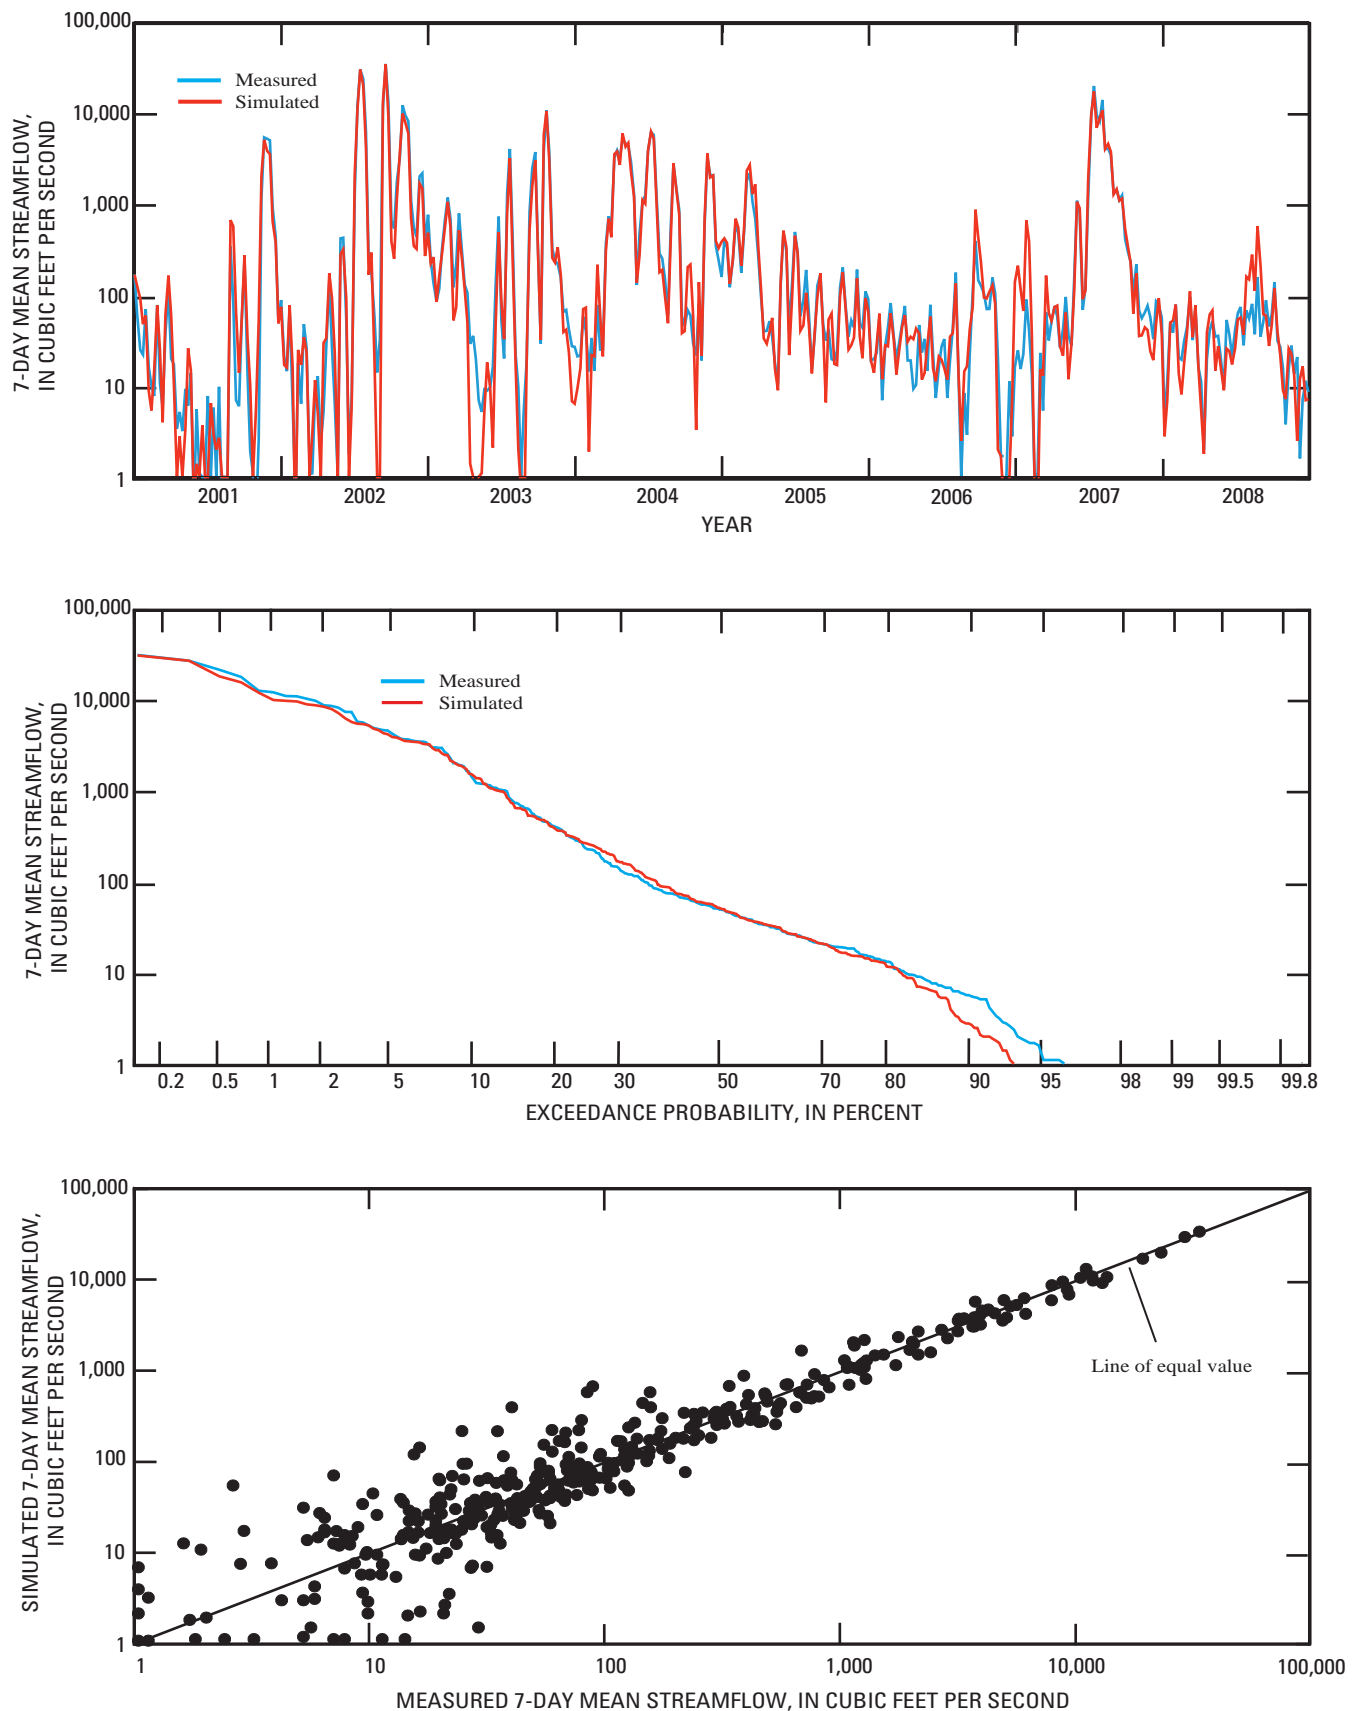 100,000
10,000
1,000
100
10
1
7-DAY MEAN STREAMFLOW,
IN CUBIC FEET PER SECOND
Measured
Simulated
2001 2002 2003 2004 2005 2006 2007 2008
YEAR
100,000
10,000
1,000
100
10
1
7-DAY MEAN STREAMFLOW,
IN CUBIC FEET PER SECOND
Measured
Simulated
0.2 0.5 1 2 5 10 20 30 50 70 80 90 95 98 99 99.5 99.8
EXCEEDANCE PROBABILITY, IN PERCENT
100,000
10,000
1,000
100
10
1
SIMULATED 7-DAY MEAN STREAMFLOW,
IN CUBIC FEET PER SECOND
Line of equal value
1 10 100 1,000 10,000 100,000
MEASURED 7-DAY MEAN STREAMFLOW, IN CUBIC FEET PER SECOND